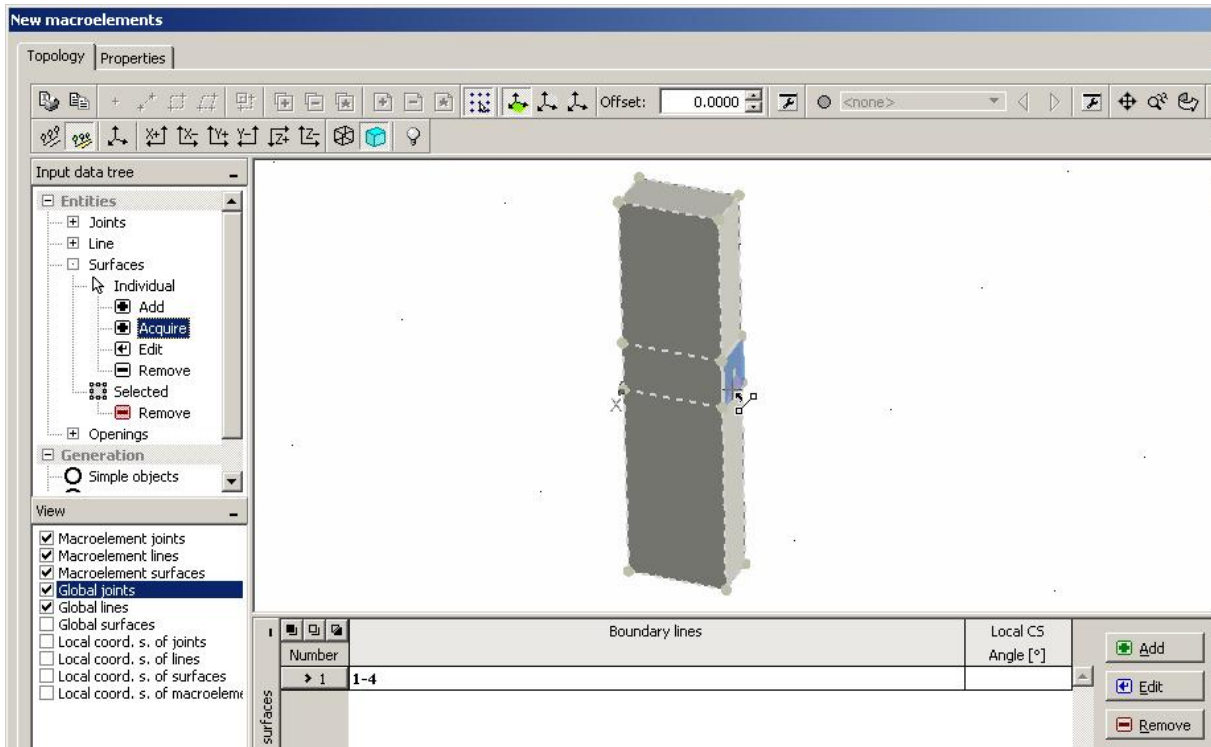 New macroelements
Topology
Properties
Offset: 0.0000 <none>
X+ X- Y+ Y- Z+ Z-
Input data tree
Entities
Joints
Line
Surfaces
Individual
Add
Acquire
Edit
Remove
Selected
Remove
Openings
Generation
Simple objects
View
Macroelement joints
Macroelement lines
Macroelement surfaces
Global joints
Global lines
Global surfaces
Local coord. s. of joints
Local coord. s. of lines
Local coord. s. of surfaces
Local coord. s. of macroeleme
X
surfaces
Number
Boundary lines
Local CS
Angle [°]
1
1-4
Add
Edit
Remove